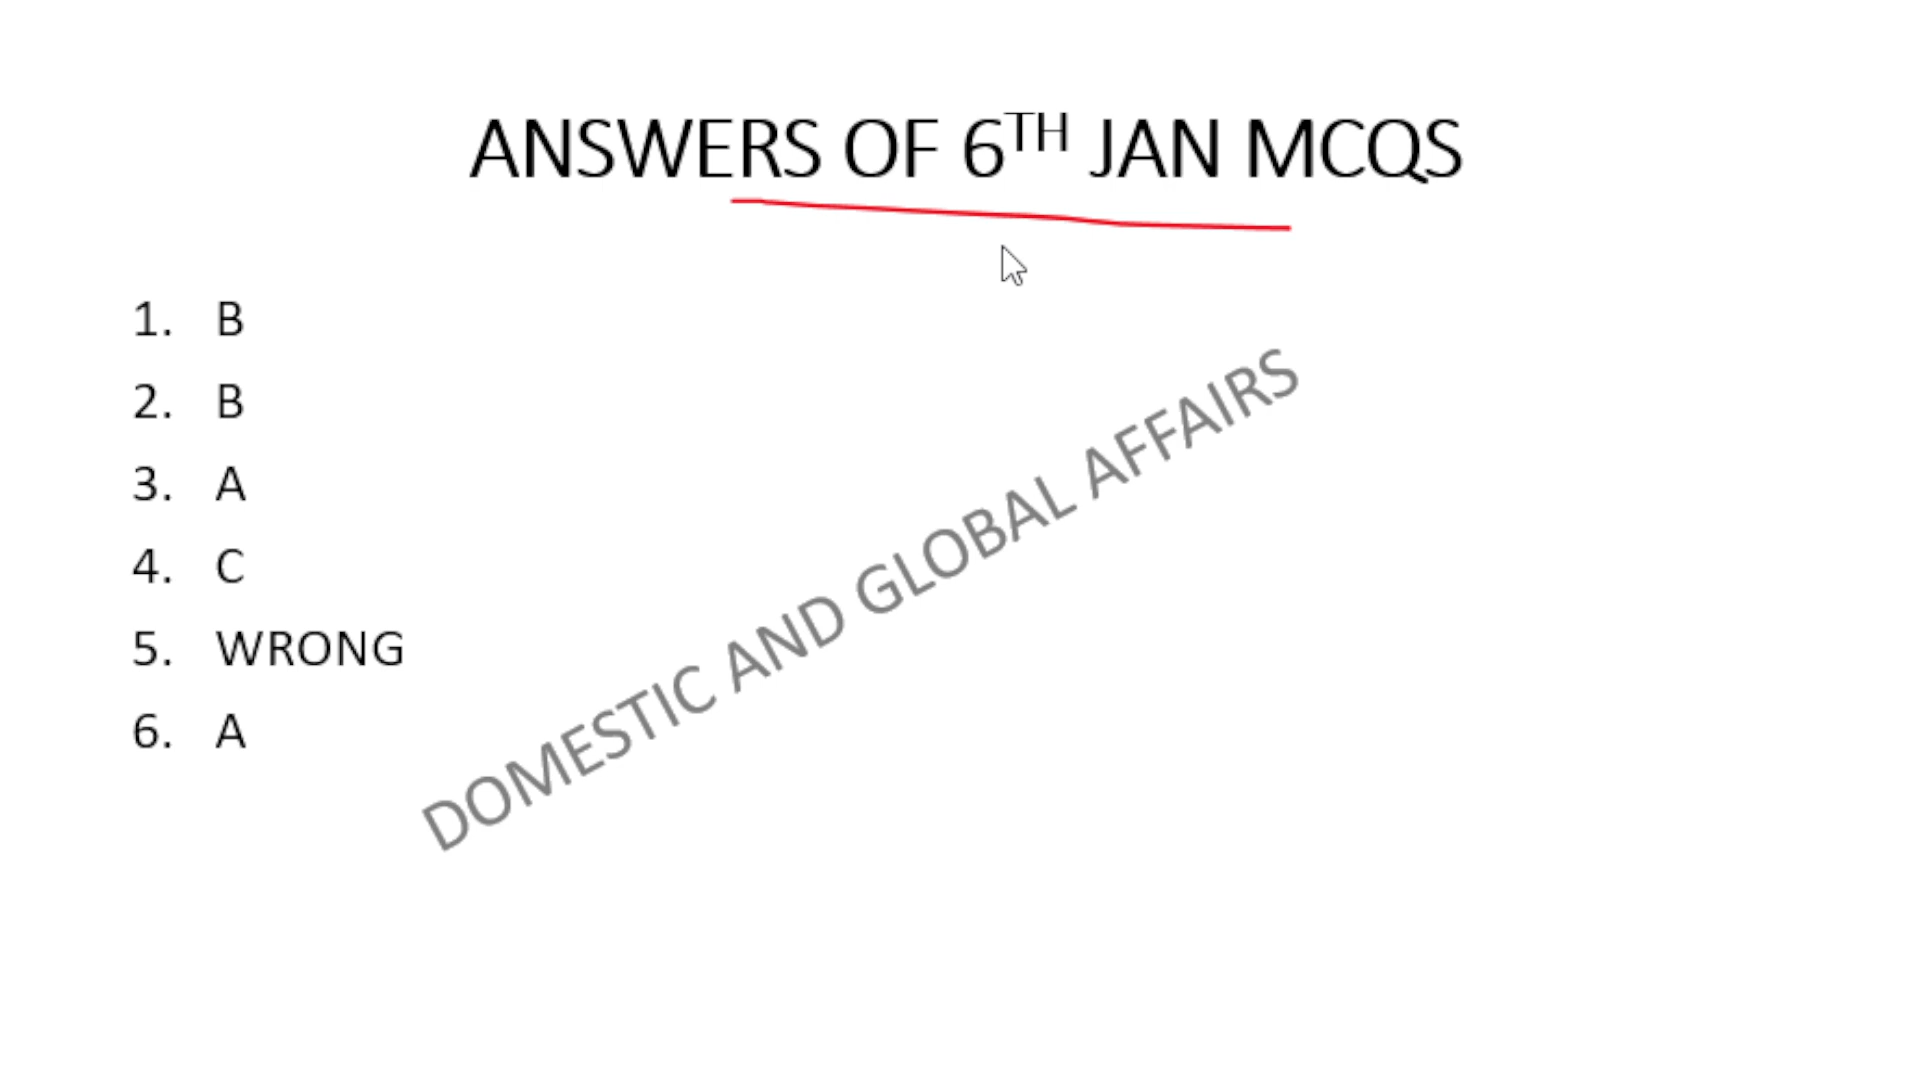 ANSWERS OF 6TH JAN MCQS
1. B
2. B
3. A
4. C
5. WRONG
6. A
DOMESTIC AND GLOBAL AFFAIRS